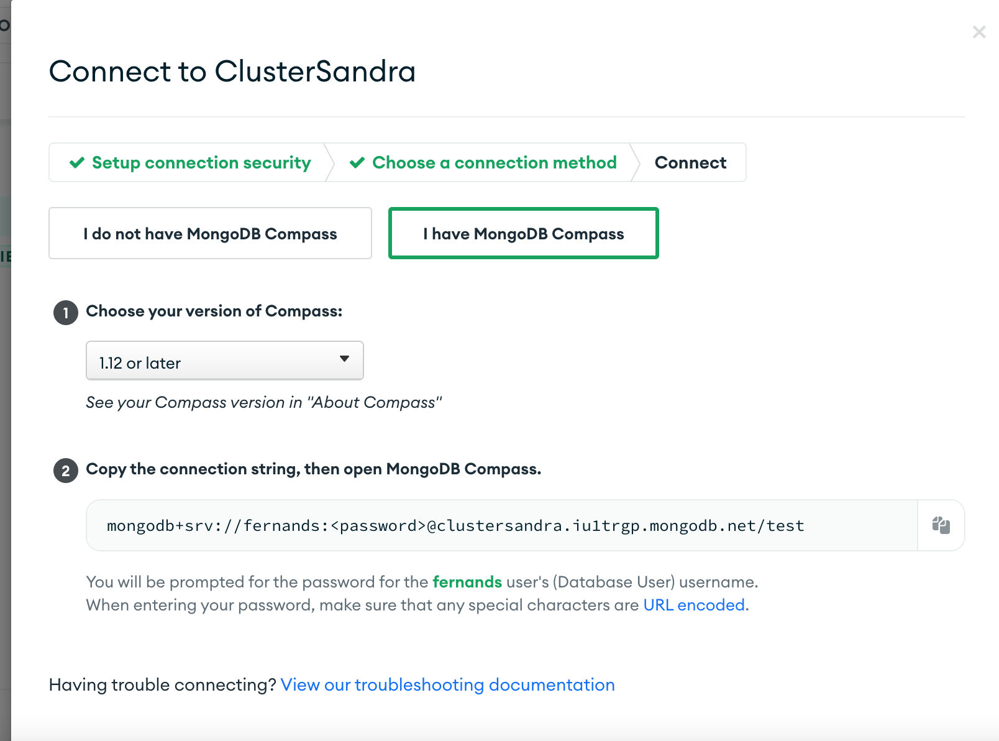 Connect to ClusterSandra
Setup connection security
Choose a connection method
Connect
I do not have MongoDB Compass
I have MongoDB Compass
1 Choose your version of Compass:
1.12 or later
See your Compass version in "About Compass"
2 Copy the connection string, then open MongoDB Compass.
mongodb+srv://fernands:<password>@clustersandra.iu1trgp.mongodb.net/test
You will be prompted for the password for the fernands user's (Database User) username.
When entering your password, make sure that any special characters are URL encoded.
Having trouble connecting? View our troubleshooting documentation